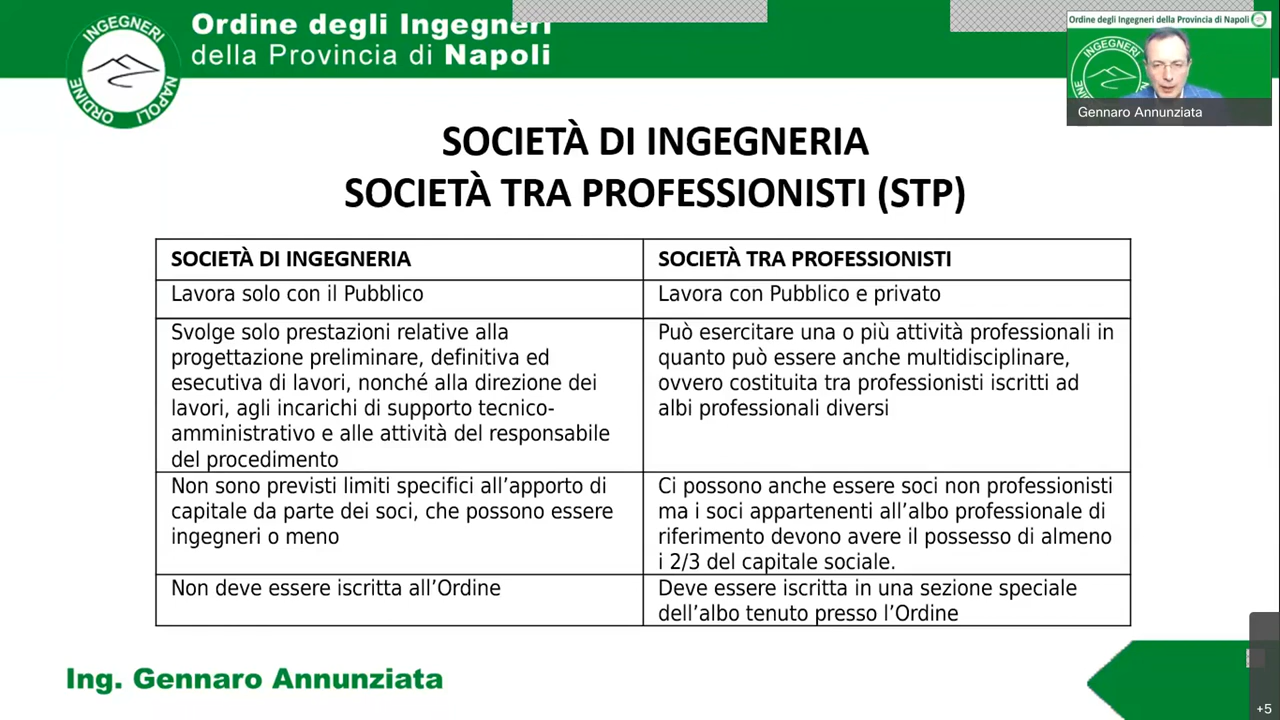 Ordine degli Ingegneri
della Provincia di Napoli
INGEGNERI
ORDINE
NAPOLI
Ordine degli Ingegneri della Provincia di Napoli
INGEGNERI
Gennaro Annunziata
SOCIETÀ DI INGEGNERIA
SOCIETÀ TRA PROFESSIONISTI (STP)
SOCIETÀ DI INGEGNERIA
SOCIETÀ TRA PROFESSIONISTI
Lavora solo con il Pubblico
Lavora con Pubblico e privato
Svolge solo prestazioni relative alla
progettazione preliminare, definitiva ed
esecutiva di lavori, nonché alla direzione dei
lavori, agli incarichi di supporto tecnico-
amministrativo e alle attività del responsabile
del procedimento
Può esercitare una o più attività professionali in
quanto può essere anche multidisciplinare,
ovvero costituita tra professionisti iscritti ad
albi professionali diversi
Non sono previsti limiti specifici all’apporto di
capitale da parte dei soci, che possono essere
ingegneri o meno
Ci possono anche essere soci non professionisti
ma i soci appartenenti all’albo professionale di
riferimento devono avere il possesso di almeno
i 2/3 del capitale sociale.
Non deve essere iscritta all’Ordine
Deve essere iscritta in una sezione speciale
dell’albo tenuto presso l’Ordine
Ing. Gennaro Annunziata
+5